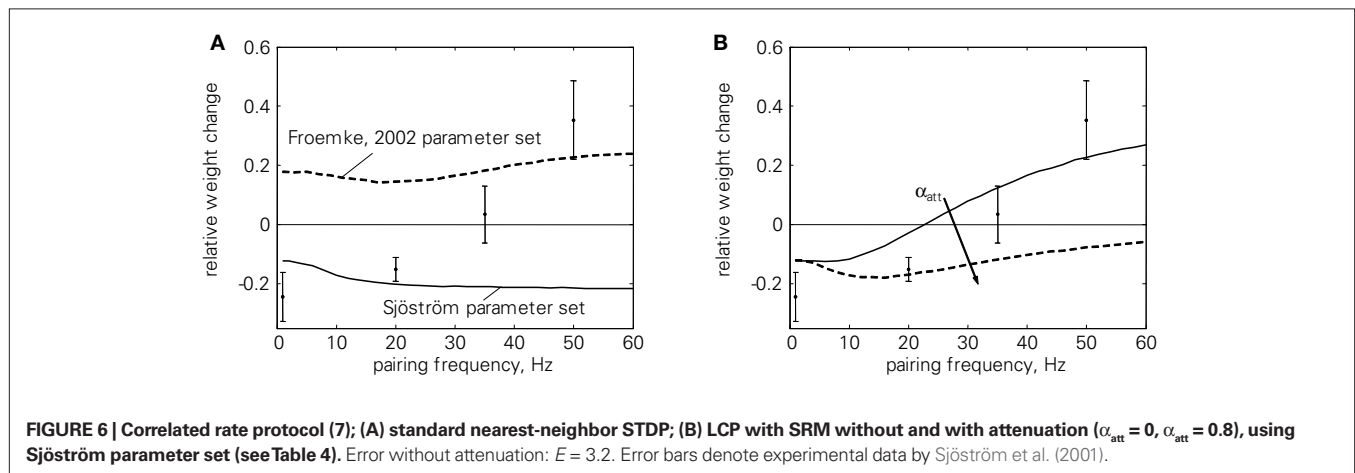 A
0.6
0.4
0.2
0
-0.2
relative weight change
Froemke, 2002 parameter set
Sjöström parameter set
0 10 20 30 40 50 60
pairing frequency, Hz
B
0.6
0.4
0.2
0
-0.2
relative weight change
αatt
0 10 20 30 40 50 60
pairing frequency, Hz
FIGURE 6 | Correlated rate protocol (7); (A) standard nearest-neighbor STDP; (B) LCP with SRM without and with attenuation (αatt = 0, αatt = 0.8), using
Sjöström parameter set (see Table 4). Error without attenuation: E = 3.2. Error bars denote experimental data by Sjöström et al. (2001).